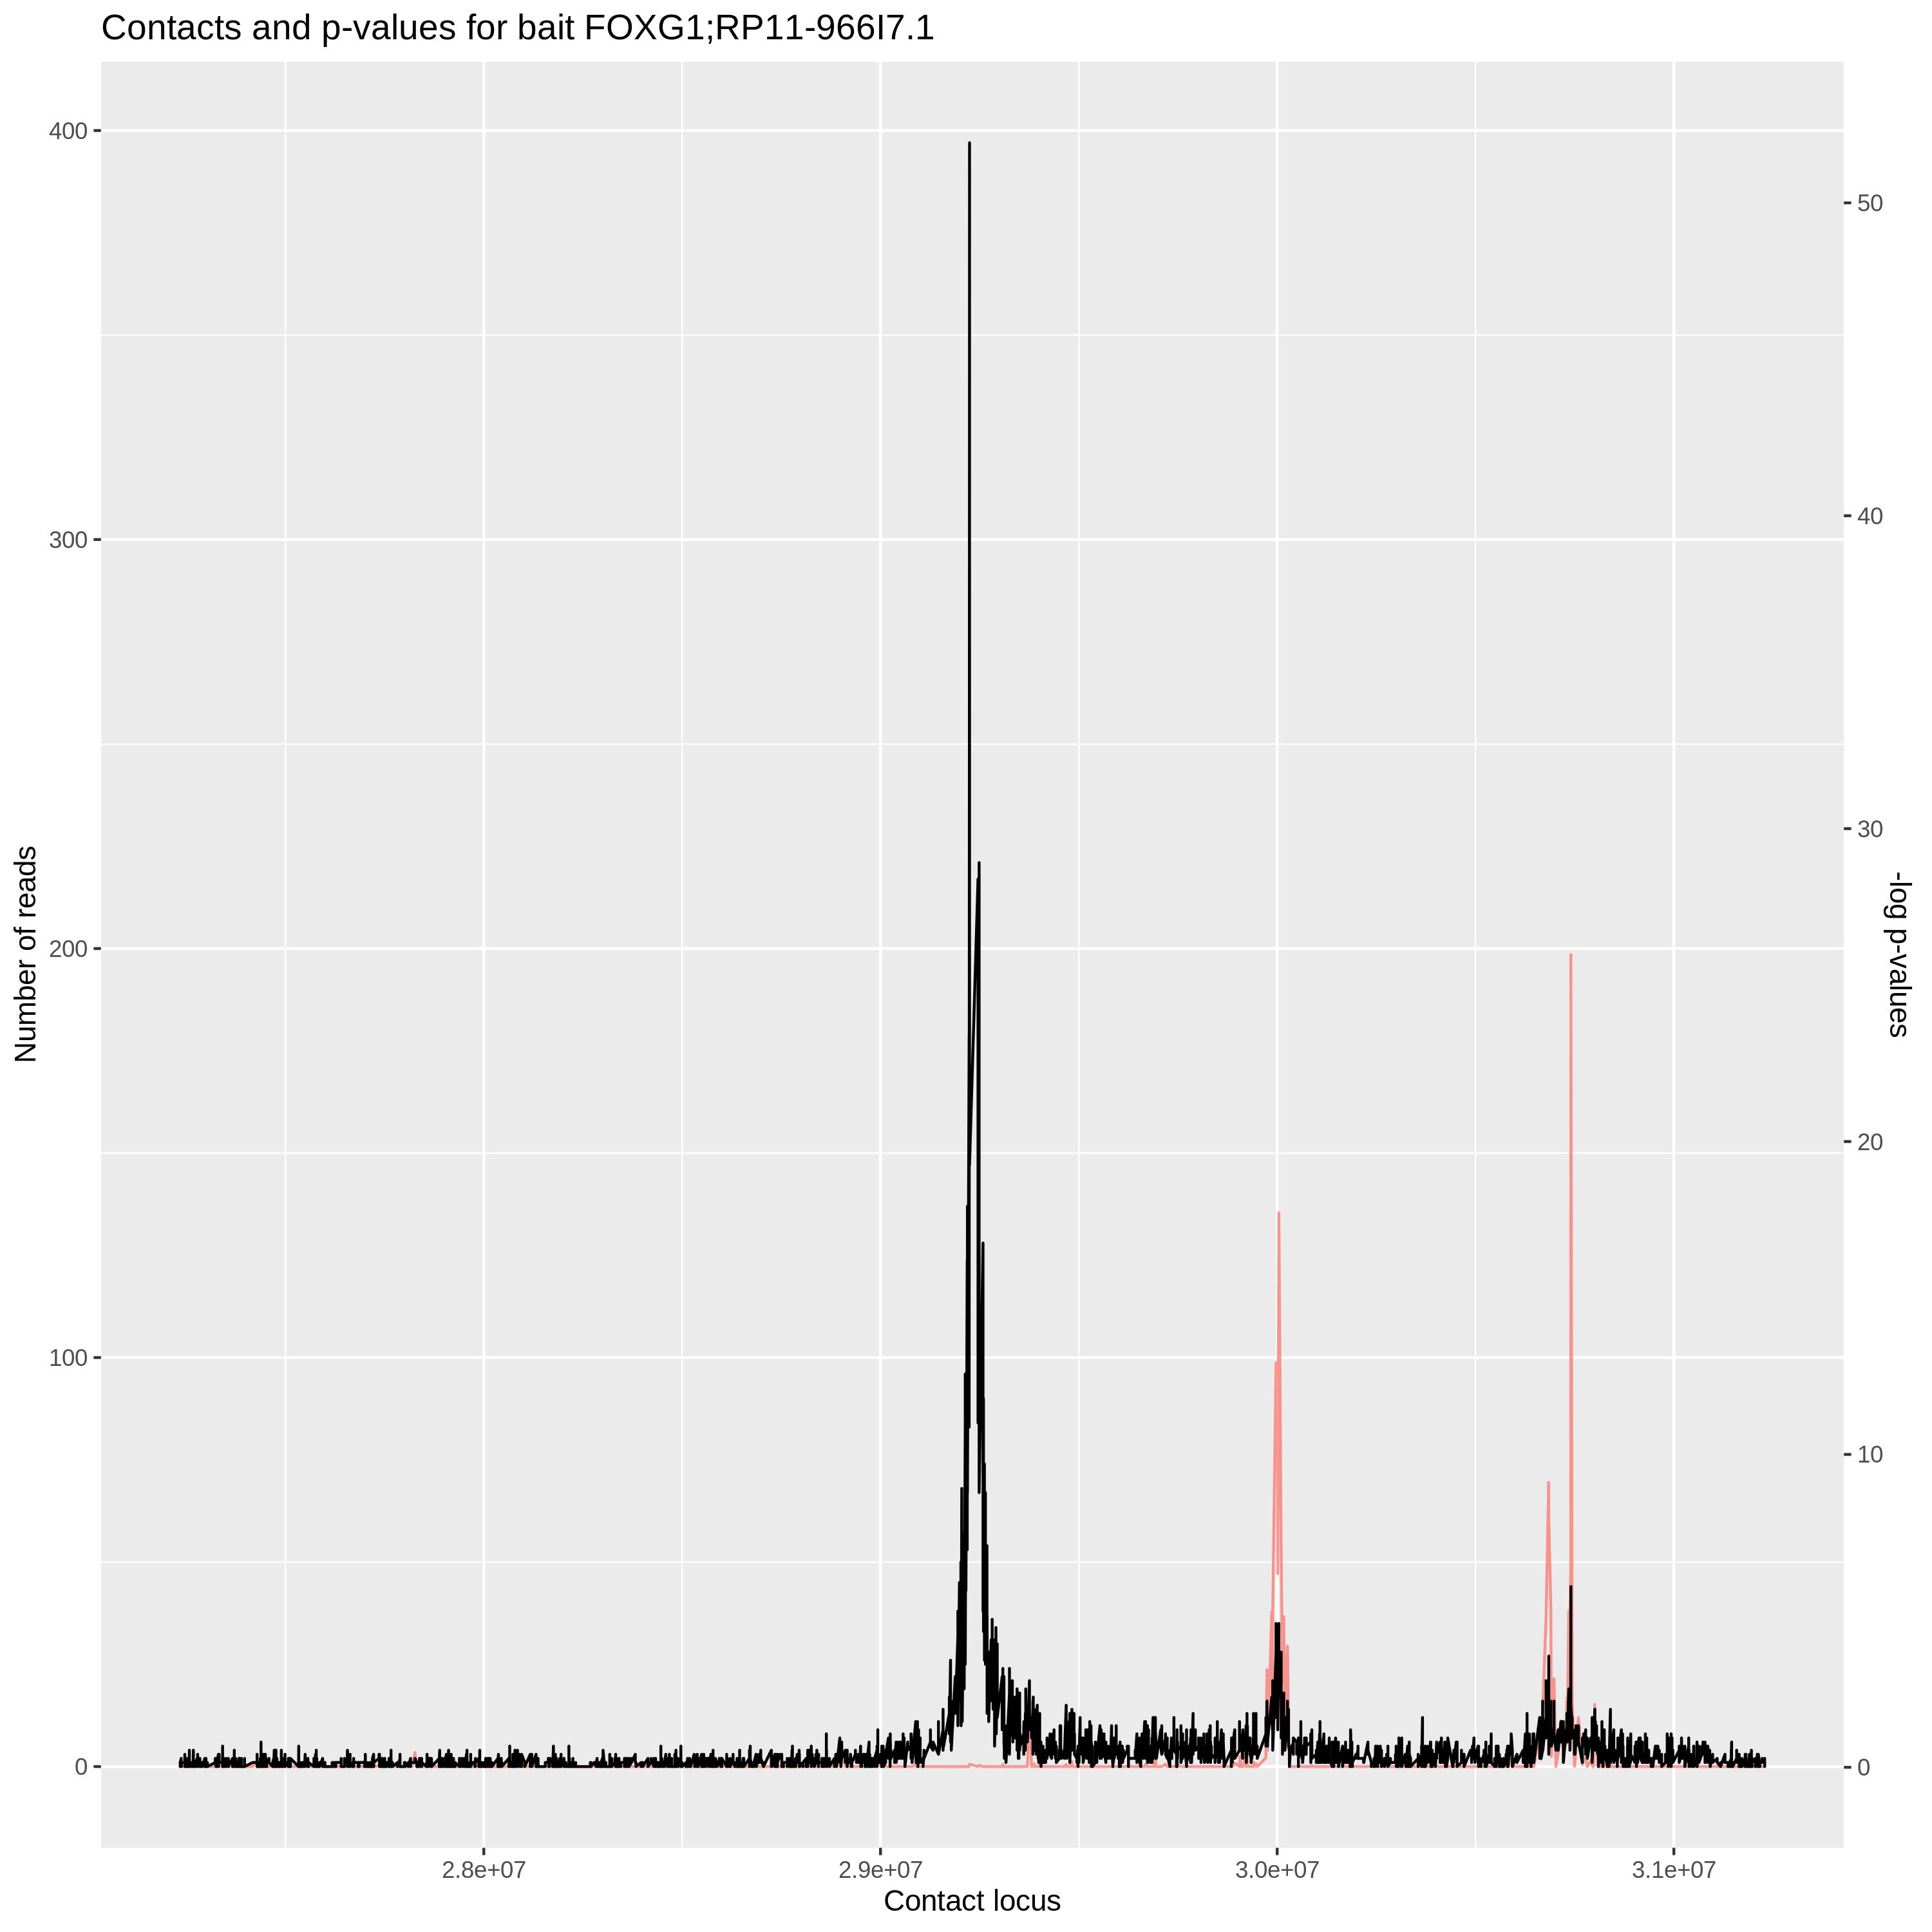 Contacts and p-values for bait FOXG1;RP11-966I7.1
400
300
200
100
0
Number of reads
50
40
30
20
10
0
-log p-values
2.8e+07
2.9e+07
3.0e+07
3.1e+07
Contact locus